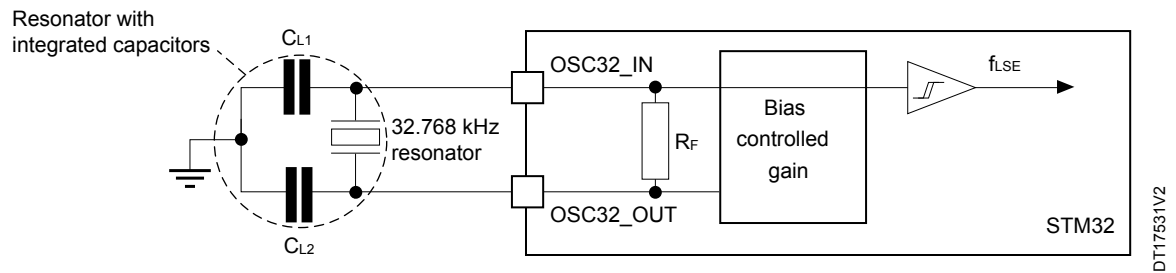 Resonator with
integrated capacitors
CL1
OSC32_IN
fLSE
32.768 kHz
resonator
RF
Bias
controlled
gain
OSC32_OUT
CL2
STM32
DT17531V2